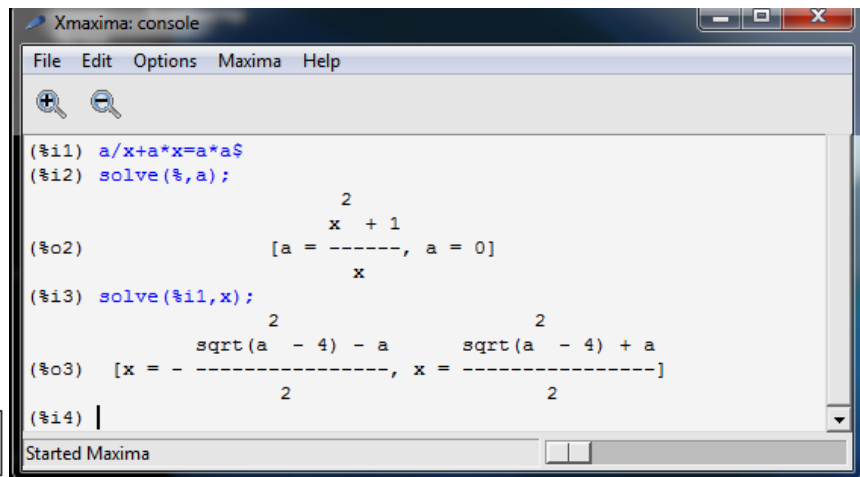 Xmaxima: console
File Edit Options Maxima Help
(%i1) a/x+a*x=a*a$
(%i2) solve(%,a);
2
x + 1
(%o2) [a = ------, a = 0]
x
(%i3) solve(%i1,x);
2 2
sqrt(a - 4) - a sqrt(a - 4) + a
(%o3) [x = - ----------------, x = ----------------]
2 2
(%i4)
Started Maxima